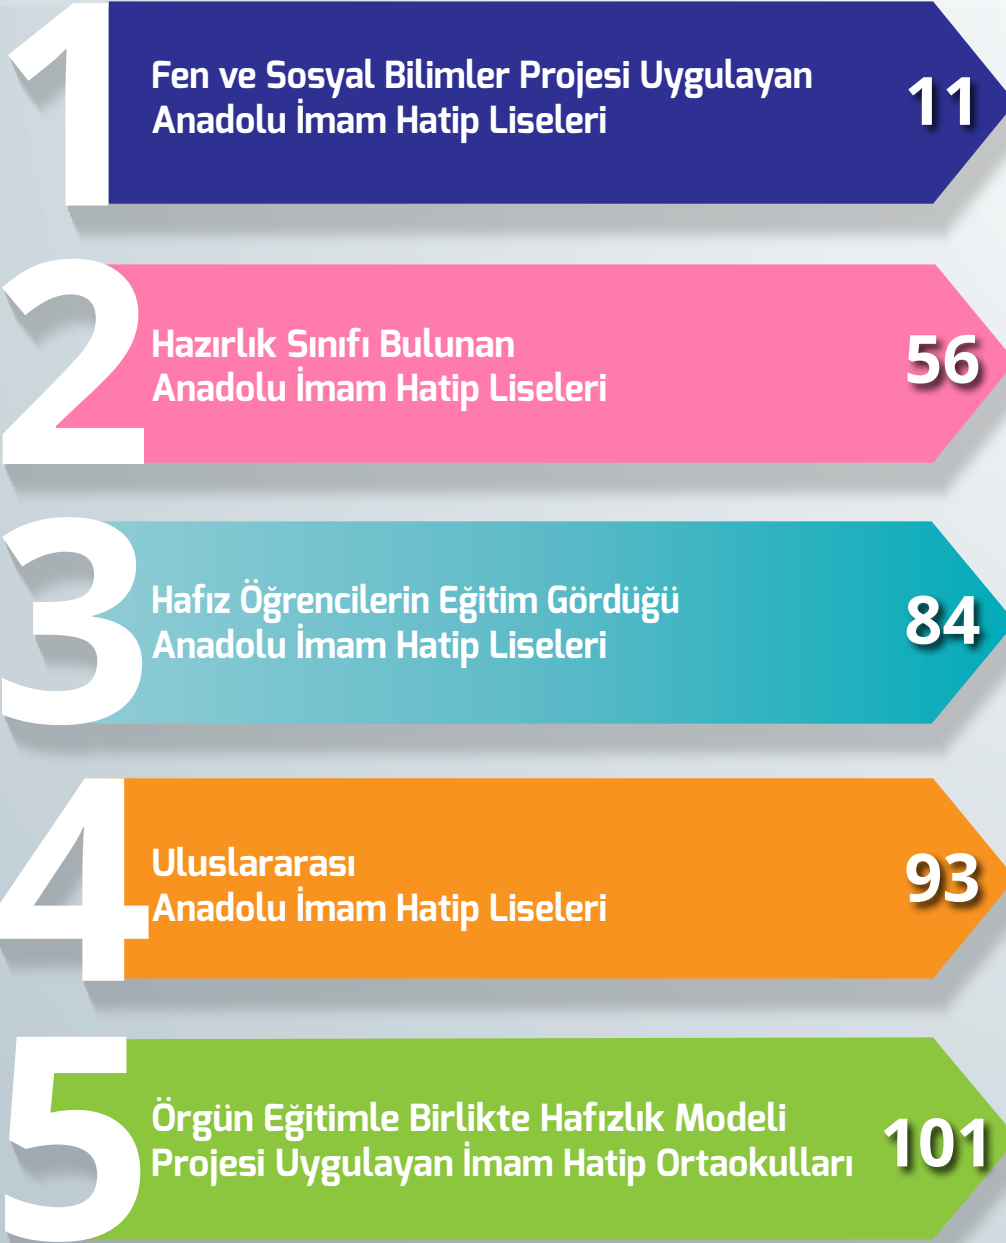 1
Fen ve Sosyal Bilimler Projesi Uygulayan
Anadolu İmam Hatip Liseleri
11
2
Hazırlık Sınıfı Bulunan
Anadolu İmam Hatip Liseleri
56
3
Hafız Öğrencilerin Eğitim Gördüğü
Anadolu İmam Hatip Liseleri
84
4
Uluslararası
Anadolu İmam Hatip Liseleri
93
5
Örgün Eğitimle Birlikte Hafızlık Modeli
Projesi Uygulayan İmam Hatip Ortaokulları
101